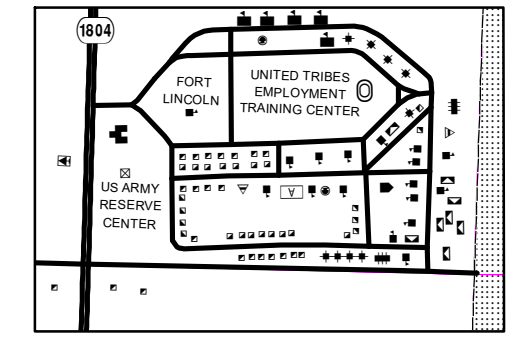 1804
FORT
LINCOLN
UNITED TRIBES
EMPLOYMENT
TRAINING CENTER
US ARMY
RESERVE
CENTER
A